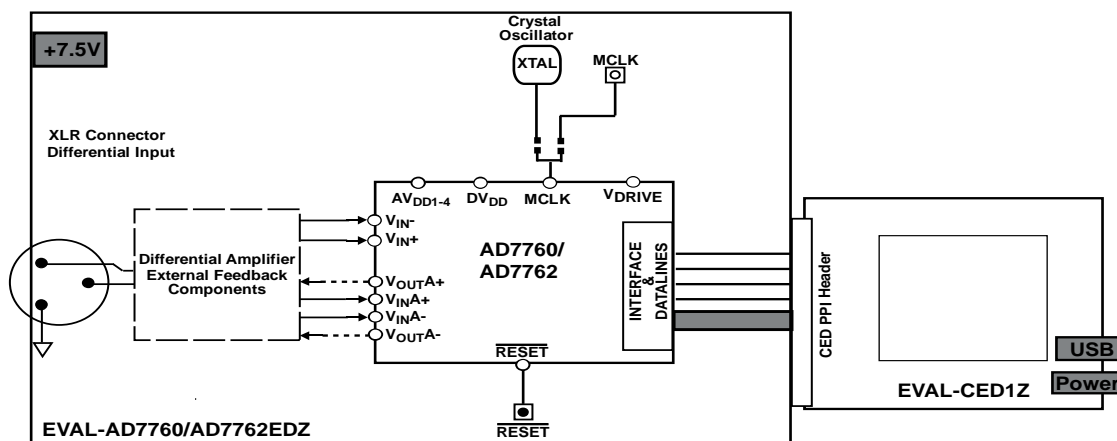 Crystal
Oscillator
+7.5V
XTAL
MCLK
XLR Connector
Differential Input
AVDD1-4
DVDD
MCLK
VDRIVE
VIN-
VIN+
AD7760/
AD7762
Differential Amplifier
External Feedback
Components
VOUTA+
VINA+
VINA-
VOUTA-
INTERFACE
&
DATALINES
CED PPI Header
RESET
RESET
USB
Power
EVAL-CED1Z
EVAL-AD7760/AD7762EDZ